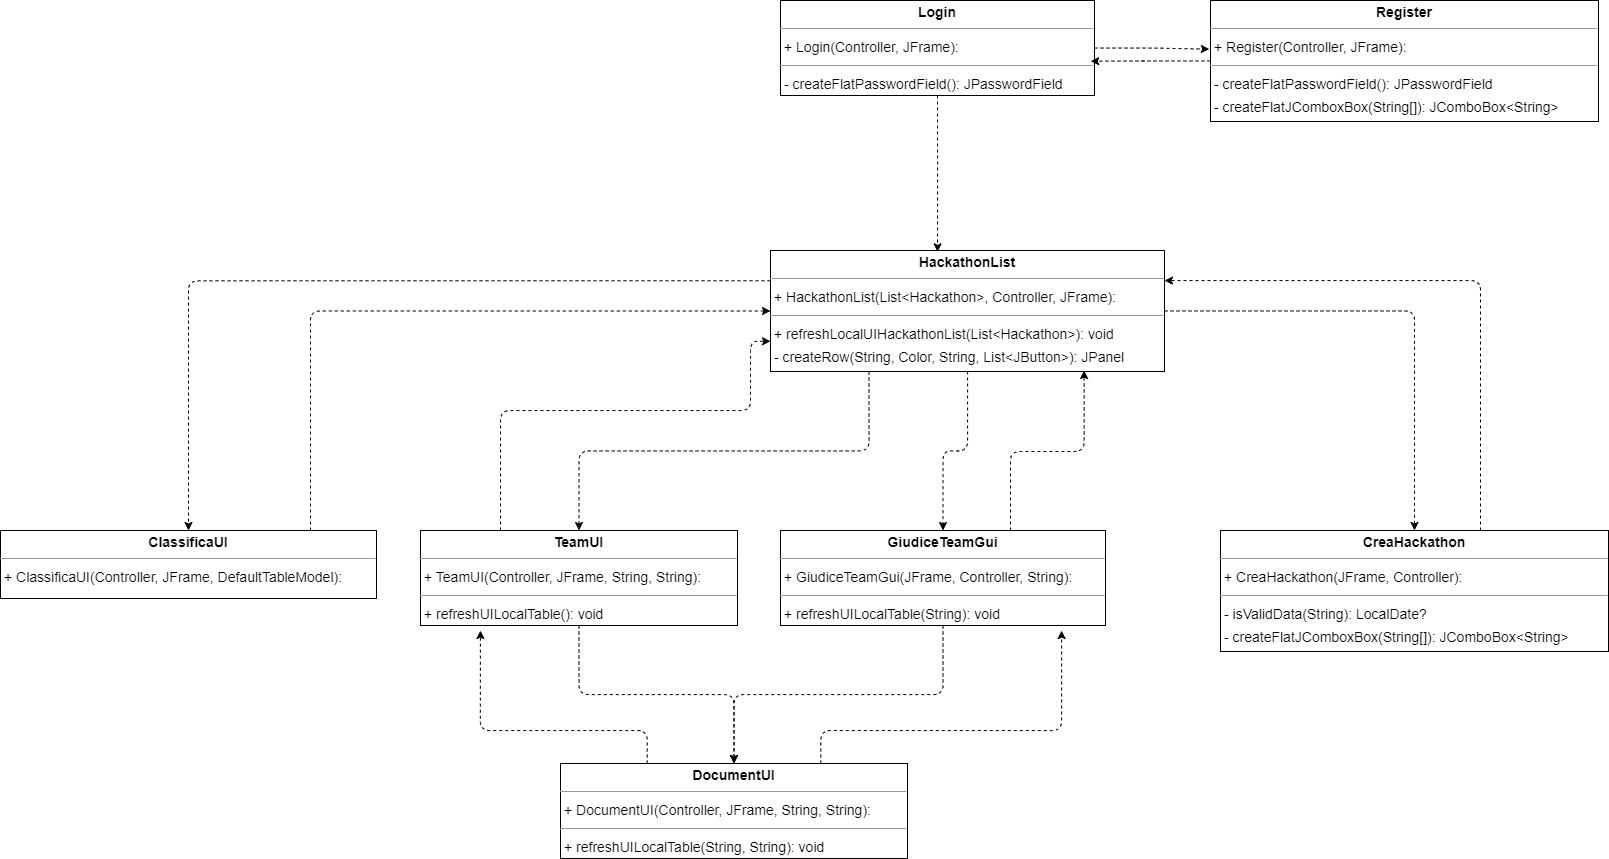 Login
+ Login(Controller, JFrame):
- createFlatPasswordField(): JPasswordField
Register
+ Register(Controller, JFrame):
- createFlatPasswordField(): JPasswordField
- createFlatJComboxBox(String[]): JComboBox<String>
HackathonList
+ HackathonList(List<Hackathon>, Controller, JFrame):
+ refreshLocalUIHackathonList(List<Hackathon>): void
- createRow(String, Color, String, List<JButton>): JPanel
ClassificaUI
+ ClassificaUI(Controller, JFrame, DefaultTableModel):
TeamUI
+ TeamUI(Controller, JFrame, String, String):
+ refreshUILocalTable(): void
GiudiceTeamGui
+ GiudiceTeamGui(JFrame, Controller, String):
+ refreshUILocalTable(String): void
CreaHackathon
+ CreaHackathon(JFrame, Controller):
- isValidData(String): LocalDate?
- createFlatJComboxBox(String[]): JComboBox<String>
DocumentUI
+ DocumentUI(Controller, JFrame, String, String):
+ refreshUILocalTable(String, String): void